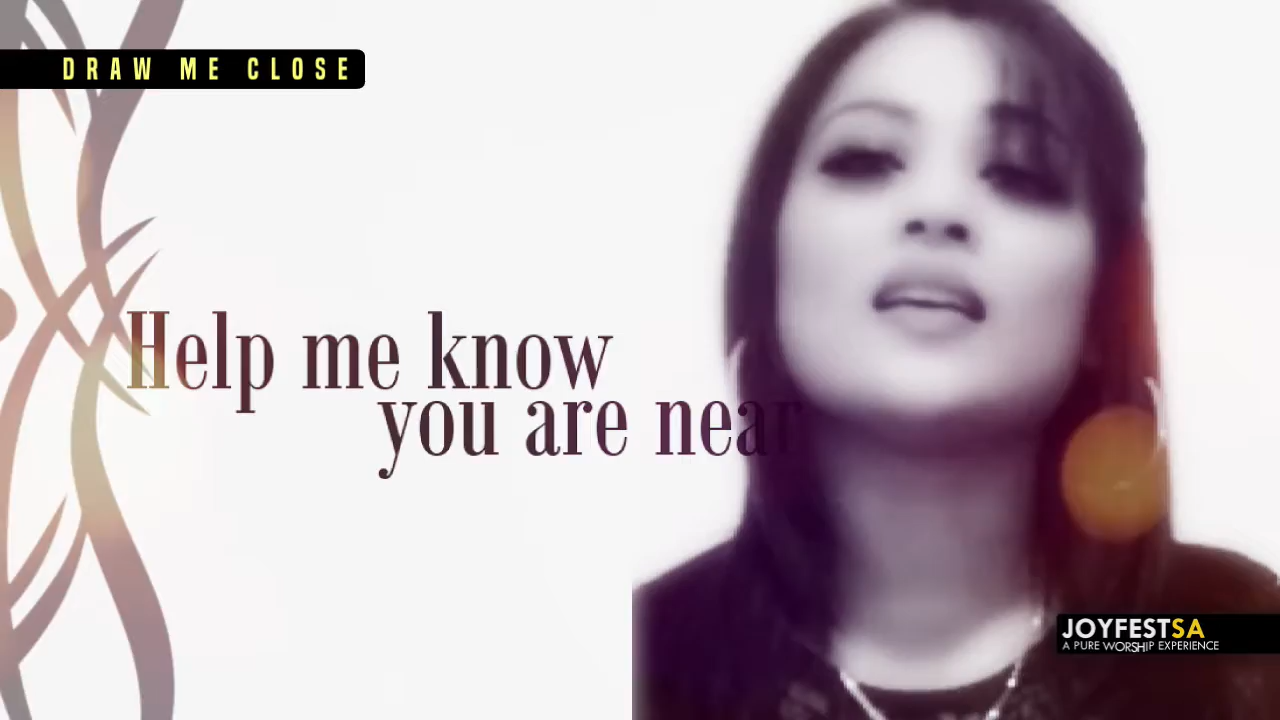 DRAW ME CLOSE
Help me know
you are near
JOYFESTSA
A PURE WORSHIP EXPERIENCE